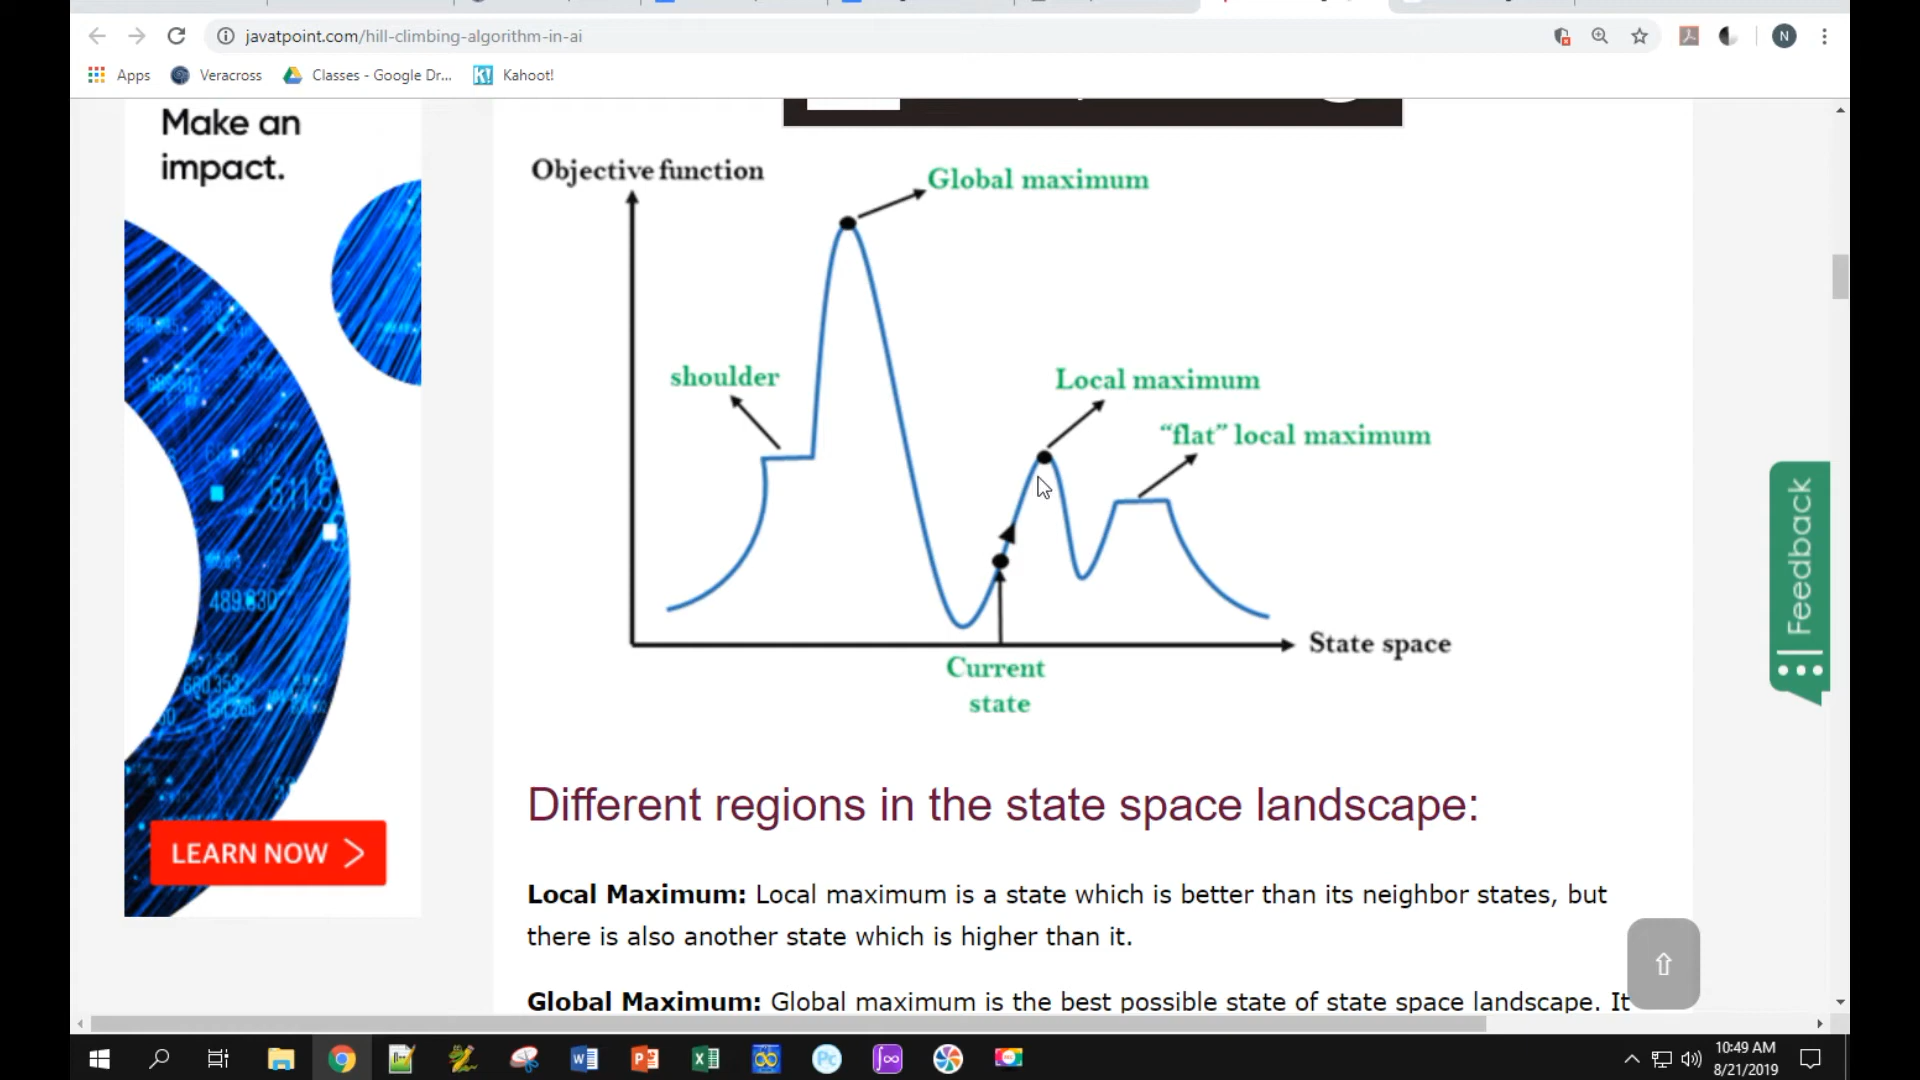 javatpoint.com/hill-climbing-algorithm-in-ai
N
Apps
Veracross
Classes - Google Dr...
K!
Kahoot!
Make an
impact.
LEARN NOW
Objective function
Global maximum
shoulder
Local maximum
"flat" local maximum
State space
Current
state
Different regions in the state space landscape:
Local Maximum: Local maximum is a state which is better than its neighbor states, but
there is also another state which is higher than it.
Global Maximum: Global maximum is the best possible state of state space landscape. It
Feedback
10:49 AM
8/21/2019